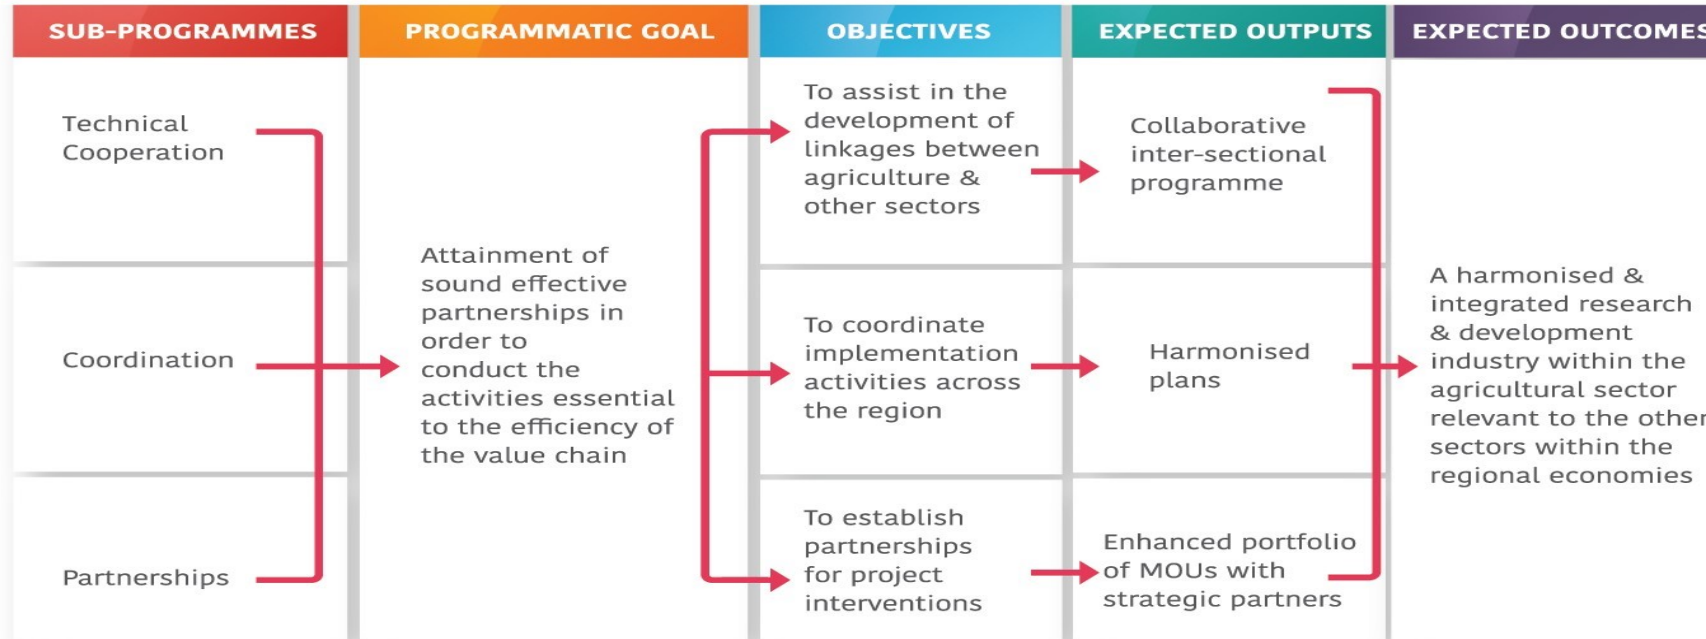 SUB-PROGRAMMES
PROGRAMMATIC GOAL
OBJECTIVES
EXPECTED OUTPUTS
EXPECTED OUTCOMES
Technical
Cooperation
Coordination
Partnerships
Attainment of
sound effective
partnerships in
order to
conduct the
activities essential
to the efficiency of
the value chain
To assist in the
development of
linkages between
agriculture &
other sectors
To coordinate
implementation
activities across
the region
To establish
partnerships
for project
interventions
Collaborative
inter-sectional
programme
Harmonised
plans
Enhanced portfolio
of MOUs with
strategic partners
A harmonised &
integrated research
& development
industry within the
agricultural sector
relevant to the other
sectors within the
regional economies